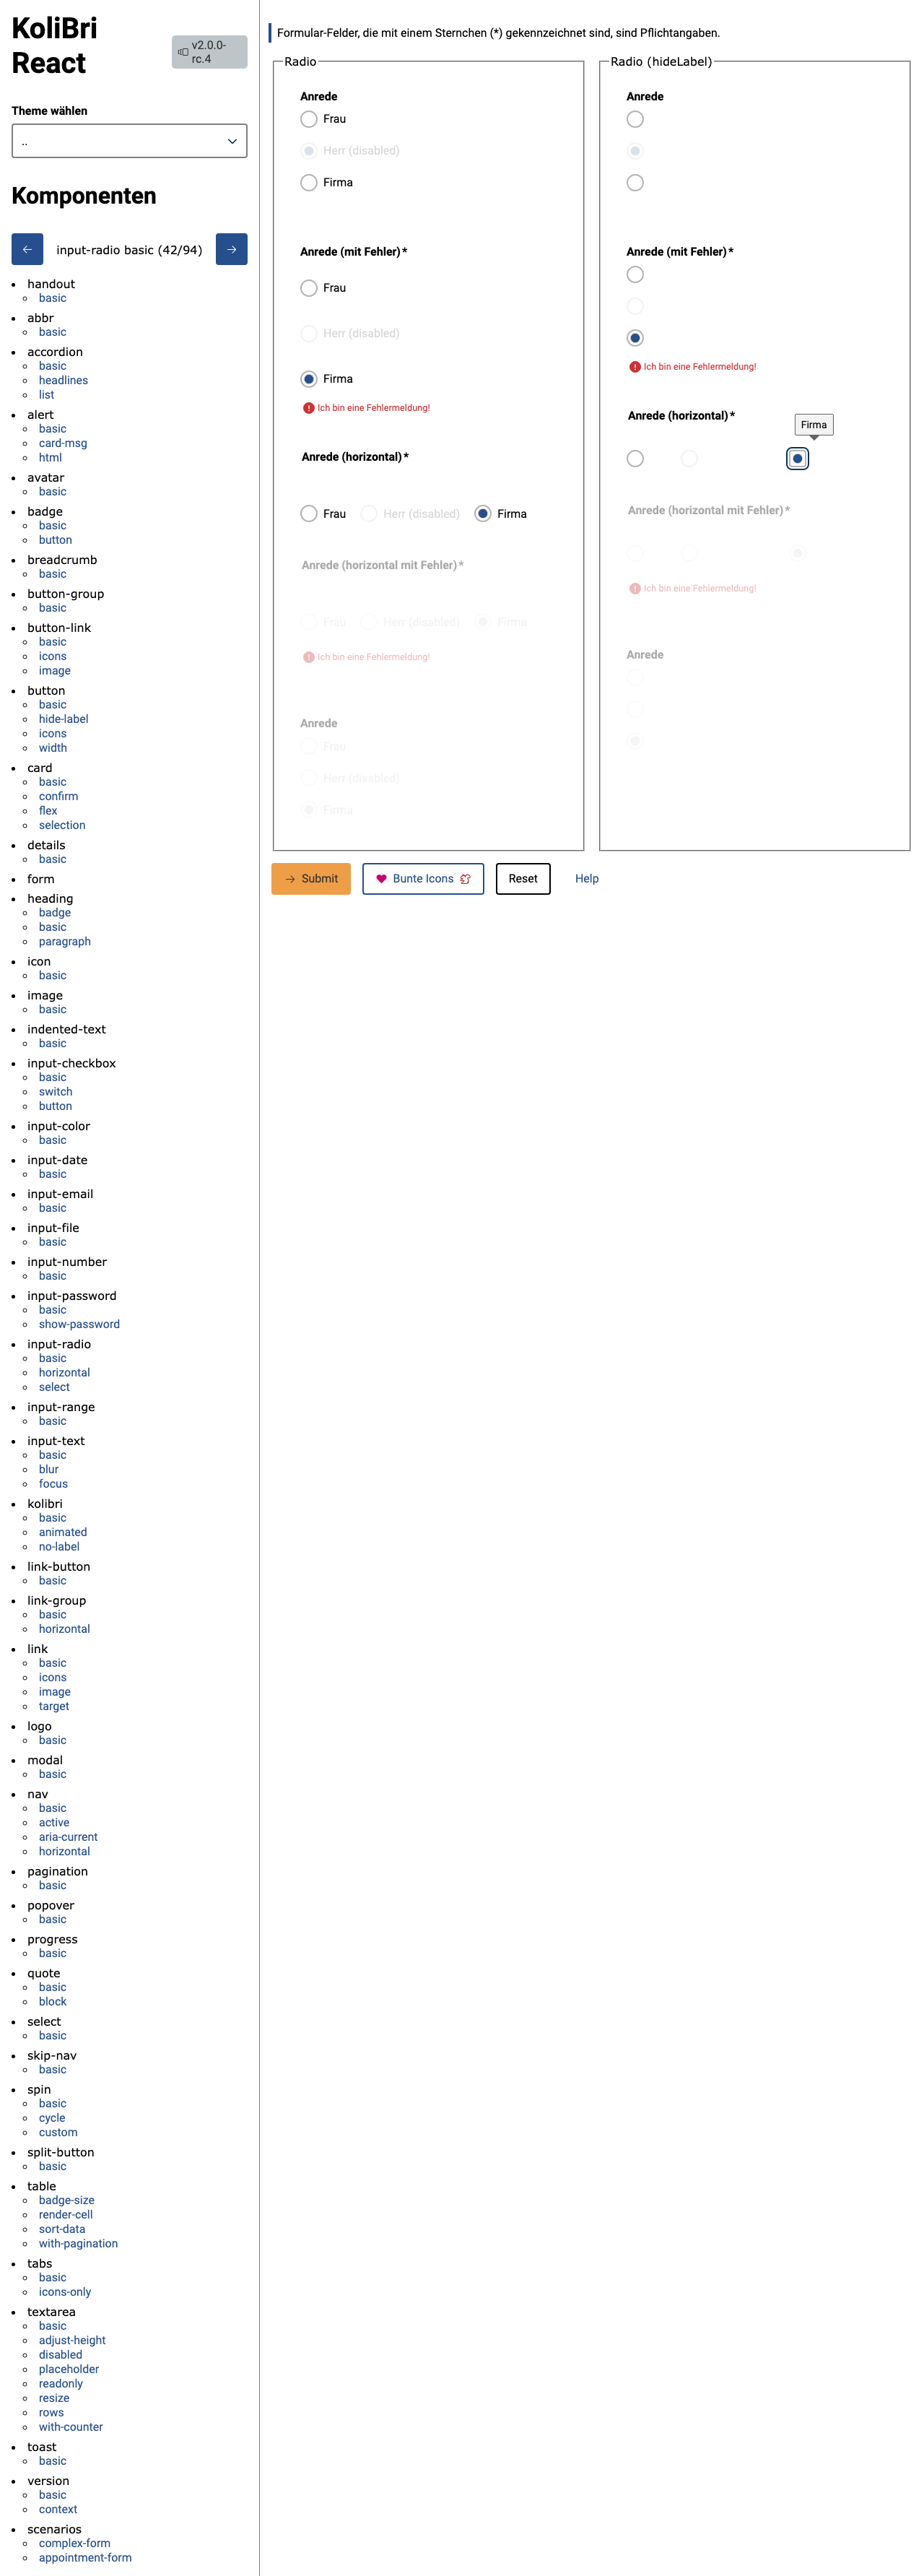 KoliBri
React
v2.0.0-
rc.4
Theme wählen
..
Komponenten
← input-radio basic (42/94) →
handout
basic
abbr
basic
accordion
basic
headlines
list
alert
basic
card-msg
html
avatar
basic
badge
basic
button
breadcrumb
basic
button-group
basic
button-link
basic
icons
image
button
basic
hide-label
icons
width
card
basic
confirm
flex
selection
details
basic
form
heading
badge
basic
paragraph
icon
basic
image
basic
indented-text
basic
input-checkbox
basic
switch
button
input-color
basic
input-date
basic
input-email
basic
input-file
basic
input-number
basic
input-password
basic
show-password
input-radio
basic
horizontal
select
input-range
basic
input-text
basic
blur
focus
kolibri
basic
animated
no-label
link-button
basic
link-group
basic
horizontal
link
basic
icons
image
target
logo
basic
modal
basic
nav
basic
active
aria-current
horizontal
pagination
basic
popover
basic
progress
basic
quote
basic
block
select
basic
skip-nav
basic
spin
basic
cycle
custom
split-button
basic
table
badge-size
render-cell
sort-data
with-pagination
tabs
basic
icons-only
textarea
basic
adjust-height
disabled
placeholder
readonly
resize
rows
with-counter
toast
basic
version
basic
context
scenarios
complex-form
appointment-form
Formular-Felder, die mit einem Sternchen (*) gekennzeichnet sind, sind Pflichtangaben.
Radio
Anrede
Frau
Herr (disabled)
Firma
Anrede (mit Fehler)*
Frau
Herr (disabled)
Firma
Ich bin eine Fehlermeldung!
Anrede (horizontal)*
Frau Herr (disabled) Firma
Anrede (horizontal mit Fehler)*
Frau Herr (disabled) Firma
Ich bin eine Fehlermeldung!
Anrede
Frau
Herr (disabled)
Firma
Radio (hideLabel)
Anrede
Anrede (mit Fehler)*
Ich bin eine Fehlermeldung!
Anrede (horizontal)*
Firma
Anrede (horizontal mit Fehler)*
Ich bin eine Fehlermeldung!
Anrede
→ Submit
Bunte Icons
Reset
Help